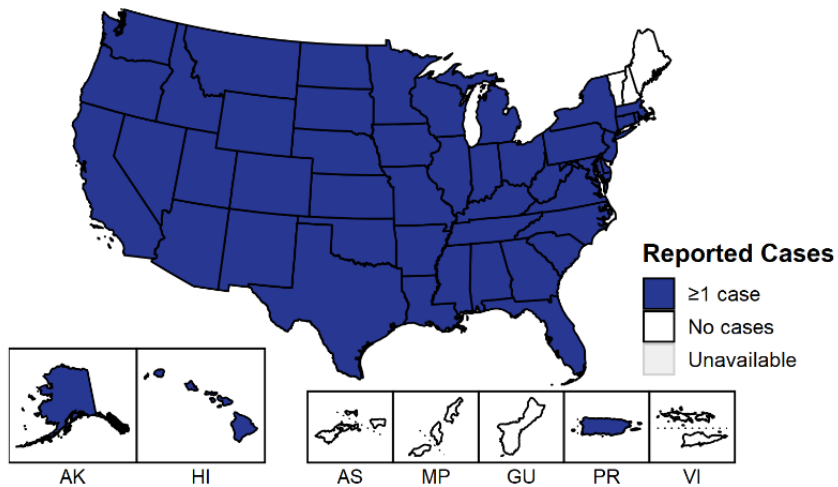 Reported Cases
≥1 case
No cases
Unavailable
AK HI AS MP GU PR VI